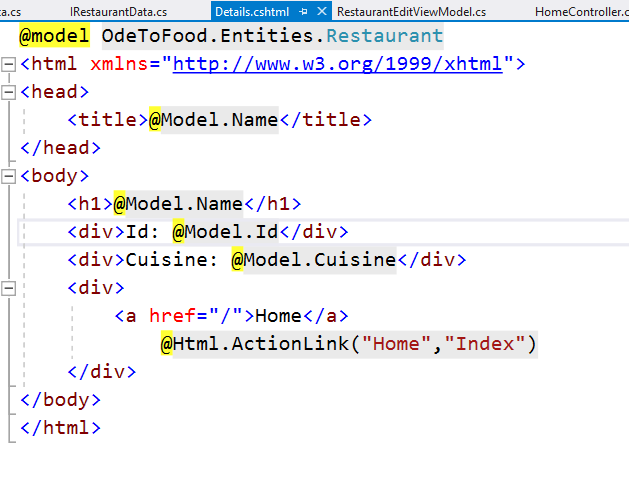 ta.cs IRestaurantData.cs Details.cshtml RestaurantEditViewModel.cs HomeController.c
@model OdeToFood.Entities.Restaurant
<html xmlns="http://www.w3.org/1999/xhtml">
<head>
    <title>@Model.Name</title>
</head>
<body>
    <h1>@Model.Name</h1>
    <div>Id: @Model.Id</div>
    <div>Cuisine: @Model.Cuisine</div>
    <div>
        <a href="/">Home</a>
            @Html.ActionLink("Home","Index")
    </div>
</body>
</html>